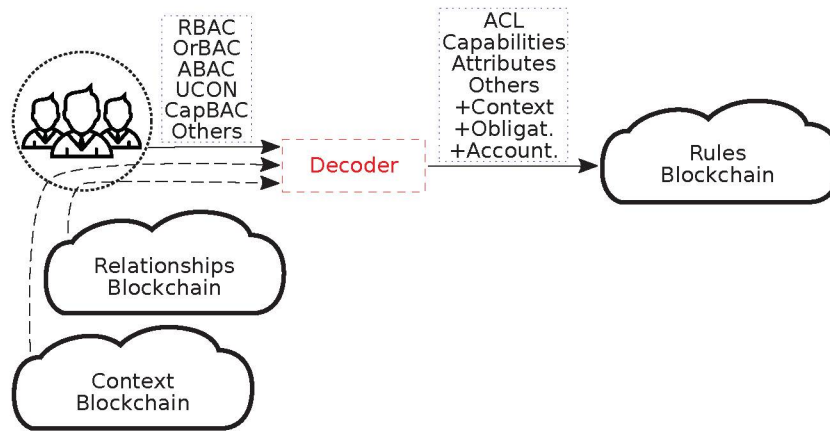 RBAC
OrBAC
ABAC
UCON
CapBAC
Others
ACL
Capabilities
Attributes
Others
+Context
+Obligat.
+Account.
Decoder
Rules
Blockchain
Relationships
Blockchain
Context
Blockchain